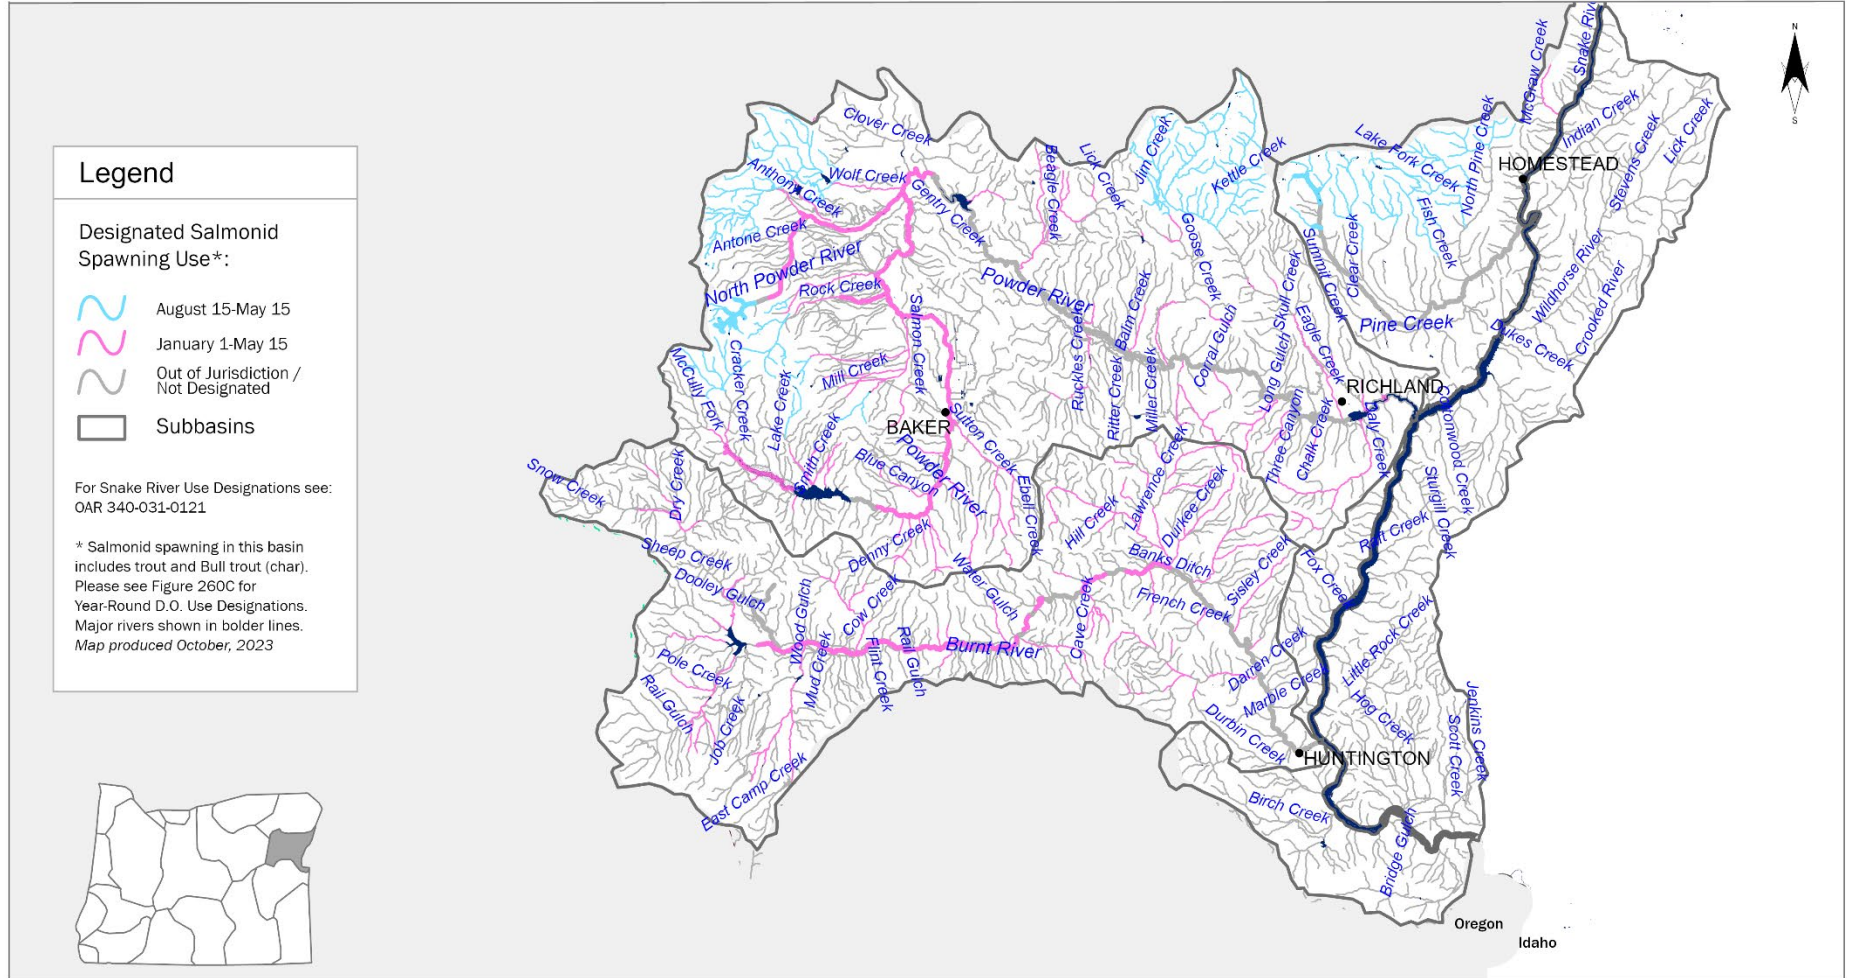 Legend
Designated Salmonid
Spawning Use*:
August 15-May 15
January 1-May 15
Out of Jurisdiction /
Not Designated
Subbasins
For Snake River Use Designations see:
OAR 340-031-0121
* Salmonid spawning in this basin
includes trout and Bull trout (char).
Please see Figure 260C for
Year-Round D.O. Use Designations.
Major rivers shown in bolder lines.
Map produced October, 2023
N
S
Snake River
McGraw Creek
Indian Creek
Stevens Creek
Lick Creek
HOMESTEAD
North Pine Creek
Lake Fork Creek
Fish Creek
Clear Creek
Summit Creek
Pine Creek
Wildhorse River
Crooked River
Dukes Creek
Clover Creek
Anthony Creek
Wolf Creek
Gentry Creek
Antone Creek
North Powder River
Rock Creek
Beagle Creek
Lick Creek
Jim Creek
Kettle Creek
Goose Creek
Powder River
Salmon Creek
Balm Creek
Ruckles Creek
Ritter Creek
Miller Creek
Corral Gulch
Skull Creek
Long Gulch
Eagle Creek
RICHLAND
Three Canyon
Chalk Creek
Daly Creek
Cottonwood Creek
Sturgill Creek
Raft Creek
McCully Fork
Cracker Creek
Lake Creek
Mill Creek
Smith Creek
BAKER
Sutton Creek
Powder River
Blue Canyon
Ebell Creek
Denny Creek
Snow Creek
Dry Creek
Sheep Creek
Dooley Gulch
Wood Gulch
Cow Creek
Water Gulch
Hill Creek
Lawrence Creek
Durkee Creek
Banks Ditch
French Creek
Sisley Creek
Fox Creek
Cave Creek
Burnt River
Rail Gulch
Flint Creek
Mud Creek
Pole Creek
Rail Gulch
Job Creek
East Camp Creek
Darren Creek
Marble Creek
Durbin Creek
HUNTINGTON
Little Rock Creek
Hog Creek
Scott Creek
Jenkins Creek
Birch Creek
Bridge Gulch
Oregon
Idaho